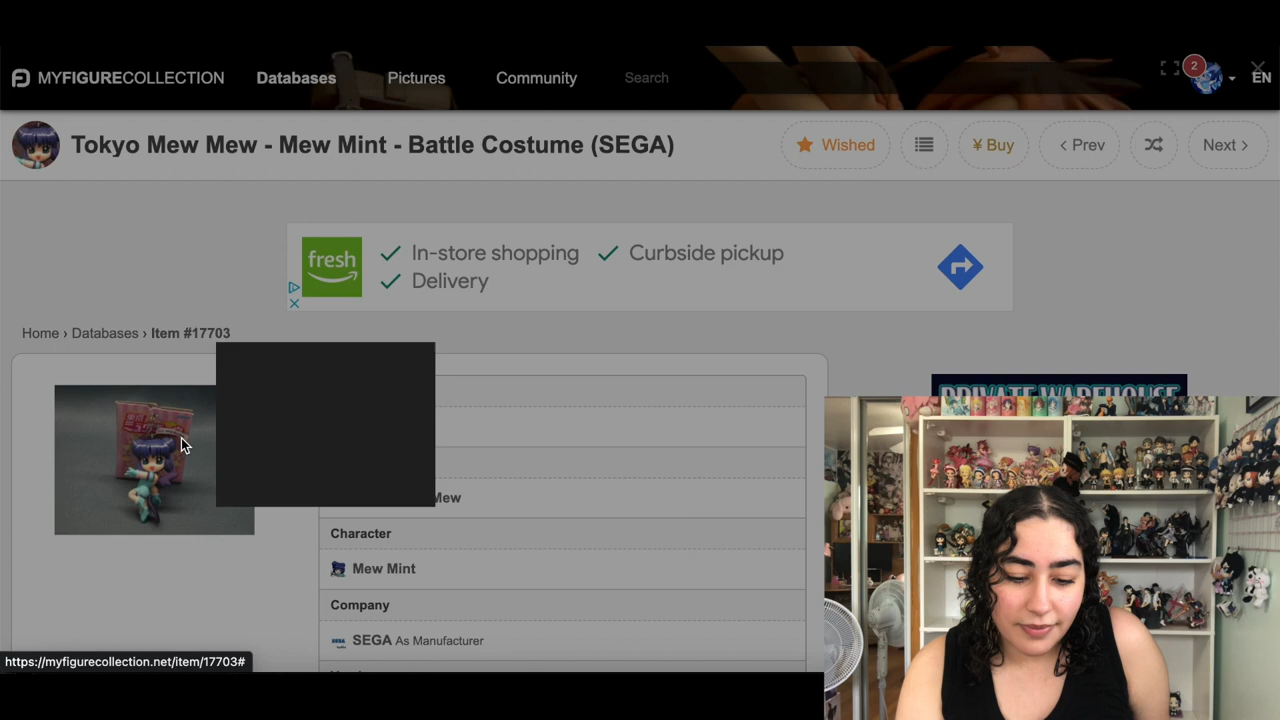 MYFIGURECOLLECTION
Databases
Pictures
Community
Search
2
EN
Tokyo Mew Mew - Mew Mint - Battle Costume (SEGA)
Wished
¥ Buy
‹ Prev
Next ›
fresh
In-store shopping
Curbside pickup
Delivery
Home › Databases › Item #17703
PRIVATE WAREHOUSE
Mew
Character
Mew Mint
Company
SEGA As Manufacturer
https://myfigurecollection.net/item/17703#